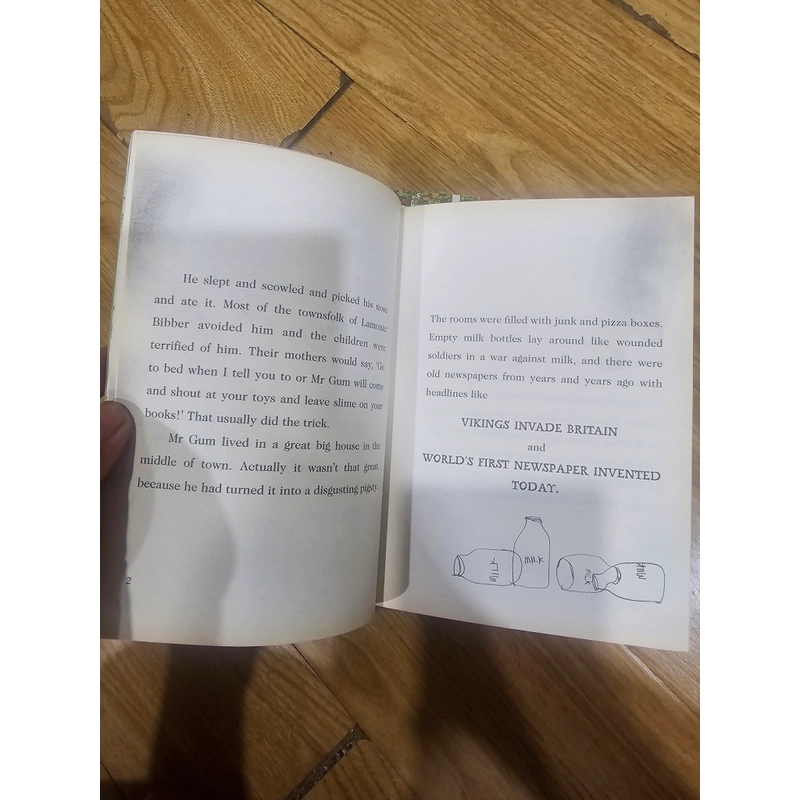 He slept and scowled and picked his nose
and ate it. Most of the townsfolk of Lamonic
Bibber avoided him and the children were
terrified of him. Their mothers would say, 'Go
to bed when I tell you to or Mr Gum will come
and shout at your toys and leave slime on your
books!' That usually did the trick.
Mr Gum lived in a great big house in the
middle of town. Actually it wasn't that great,
because he had turned it into a disgusting pigsty.
2
The rooms were filled with junk and pizza boxes.
Empty milk bottles lay around like wounded
soldiers in a war against milk, and there were
old newspapers from years and years ago with
headlines like
VIKINGS INVADE BRITAIN
and
WORLD'S FIRST NEWSPAPER INVENTED
TODAY.
MILK
MILK
MILK
MILK